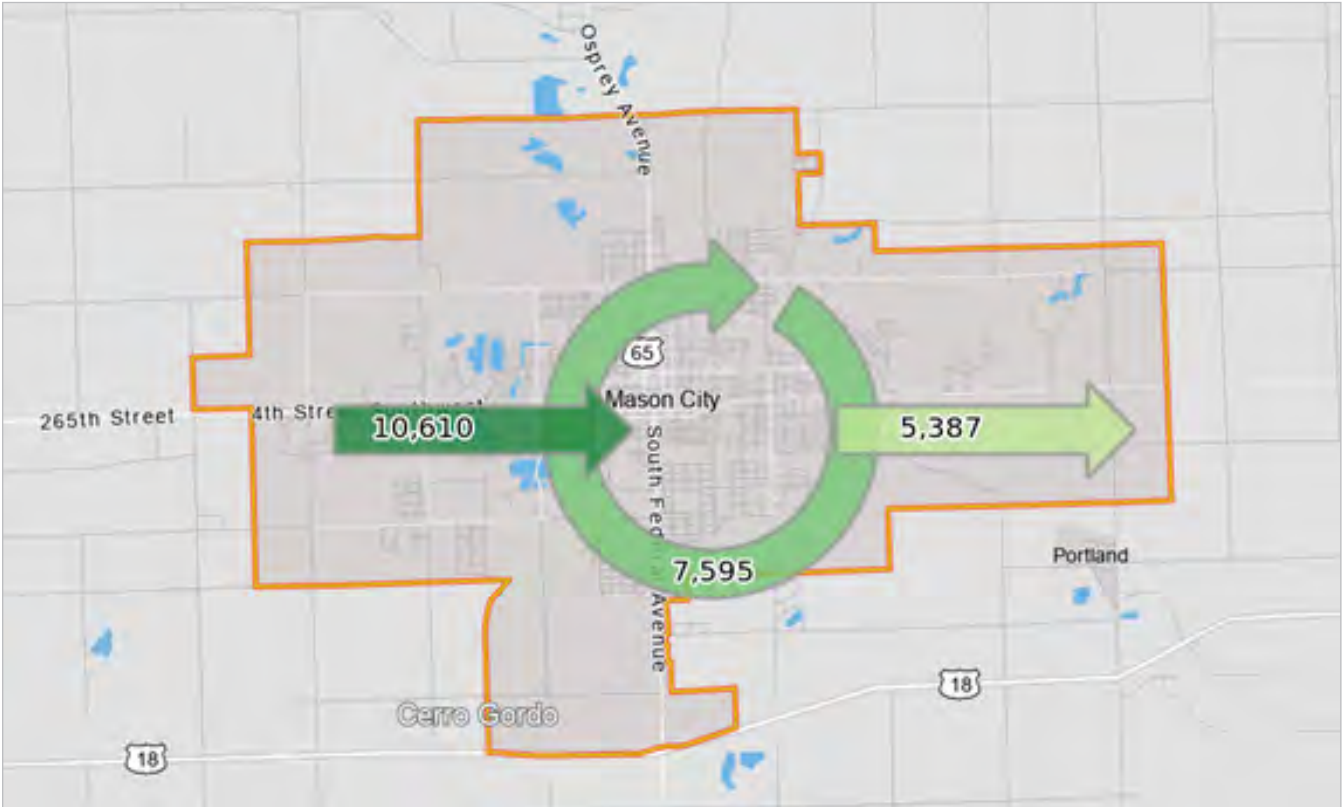 Osprey Avenue
65
Mason City
265th Street
4th Stre
10,610
5,387
South Fed
Avenue
7,595
Portland
18
Cerro Gordo
18